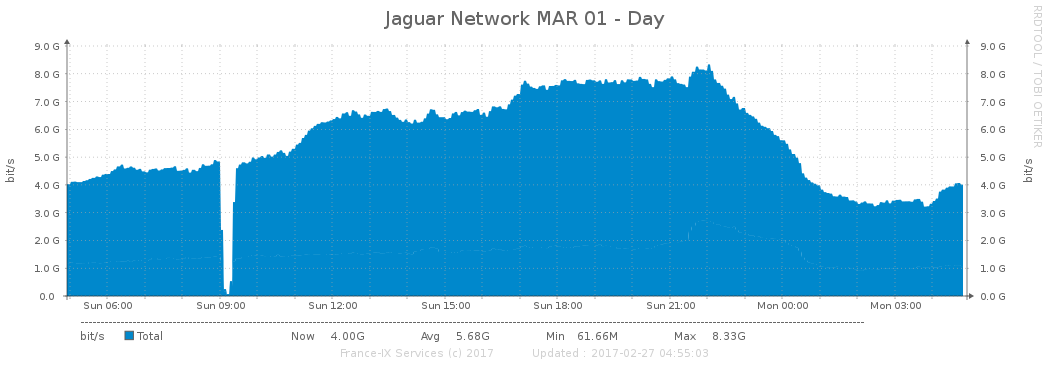 Jaguar Network MAR 01 - Day
RRDTOOL / TOBI OETIKER
bit/s
9.0 G
8.0 G
7.0 G
6.0 G
5.0 G
4.0 G
3.0 G
2.0 G
1.0 G
0.0
9.0 G
8.0 G
7.0 G
6.0 G
5.0 G
4.0 G
3.0 G
2.0 G
1.0 G
0.0 G
bit/s
Sun 06:00 Sun 09:00 Sun 12:00 Sun 15:00 Sun 18:00 Sun 21:00 Mon 00:00 Mon 03:00
bit/s Total Now 4.00G Avg 5.68G Min 61.66M Max 8.33G
France-IX Services (c) 2017 Updated : 2017-02-27 04:55:03